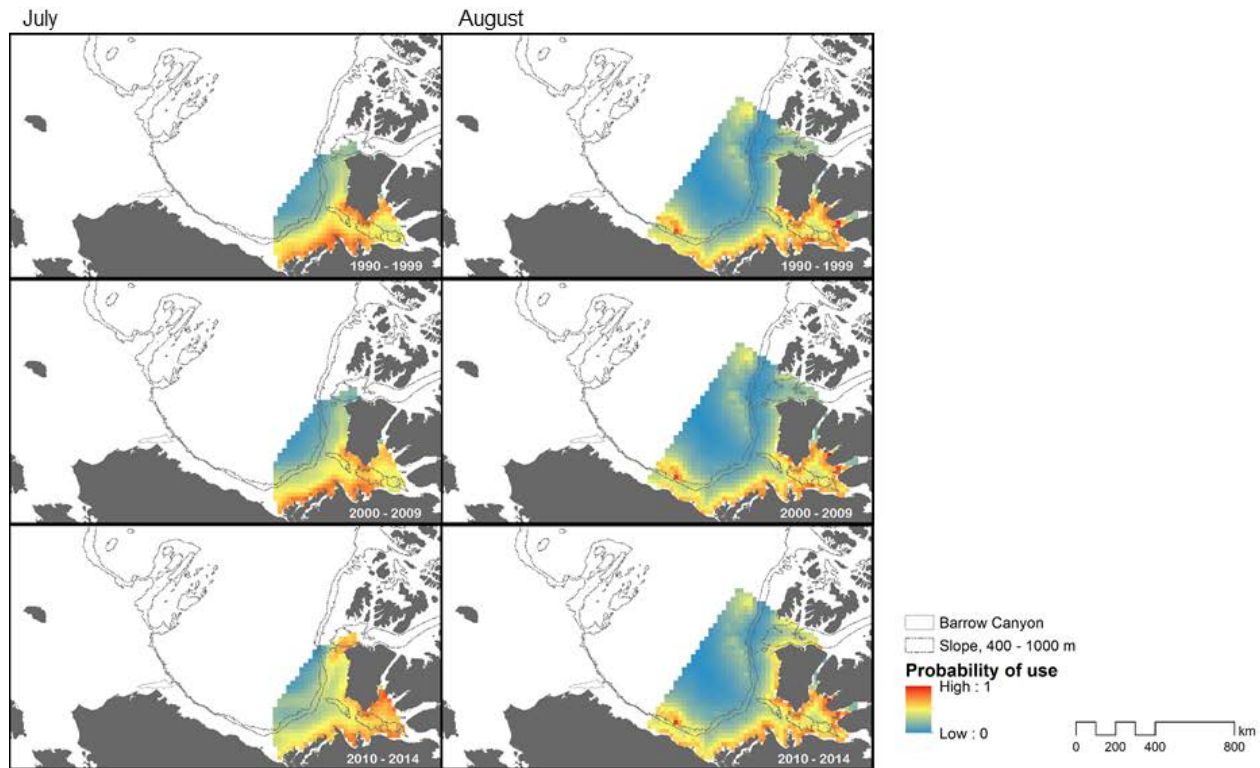 July
August
1990 - 1999
1990 - 1999
2000 - 2009
2000 - 2009
2010 - 2014
2010 - 2014
Barrow Canyon
Slope, 400 - 1000 m
Probability of use
High : 1
Low : 0
km
0 200 400 800